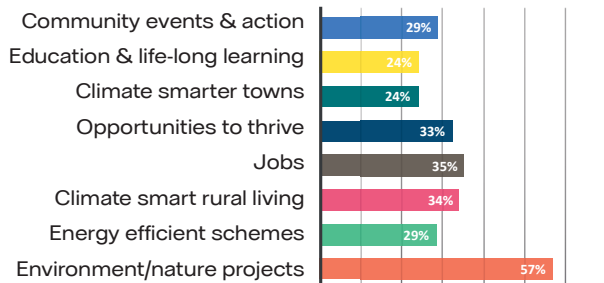 Community events & action 29%
Education & life-long learning 24%
Climate smarter towns 24%
Opportunities to thrive 33%
Jobs 35%
Climate smart rural living 34%
Energy efficient schemes 29%
Environment/nature projects 57%